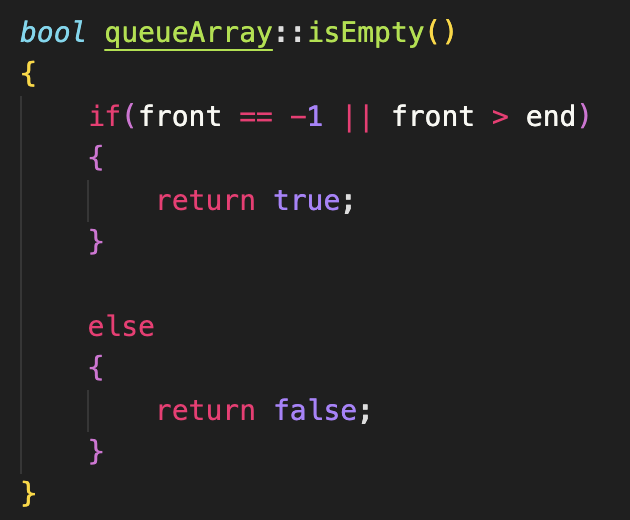 bool queueArray::isEmpty()
{
    if(front == -1 || front > end)
    {
        return true;
    }

    else
    {
        return false;
    }
}